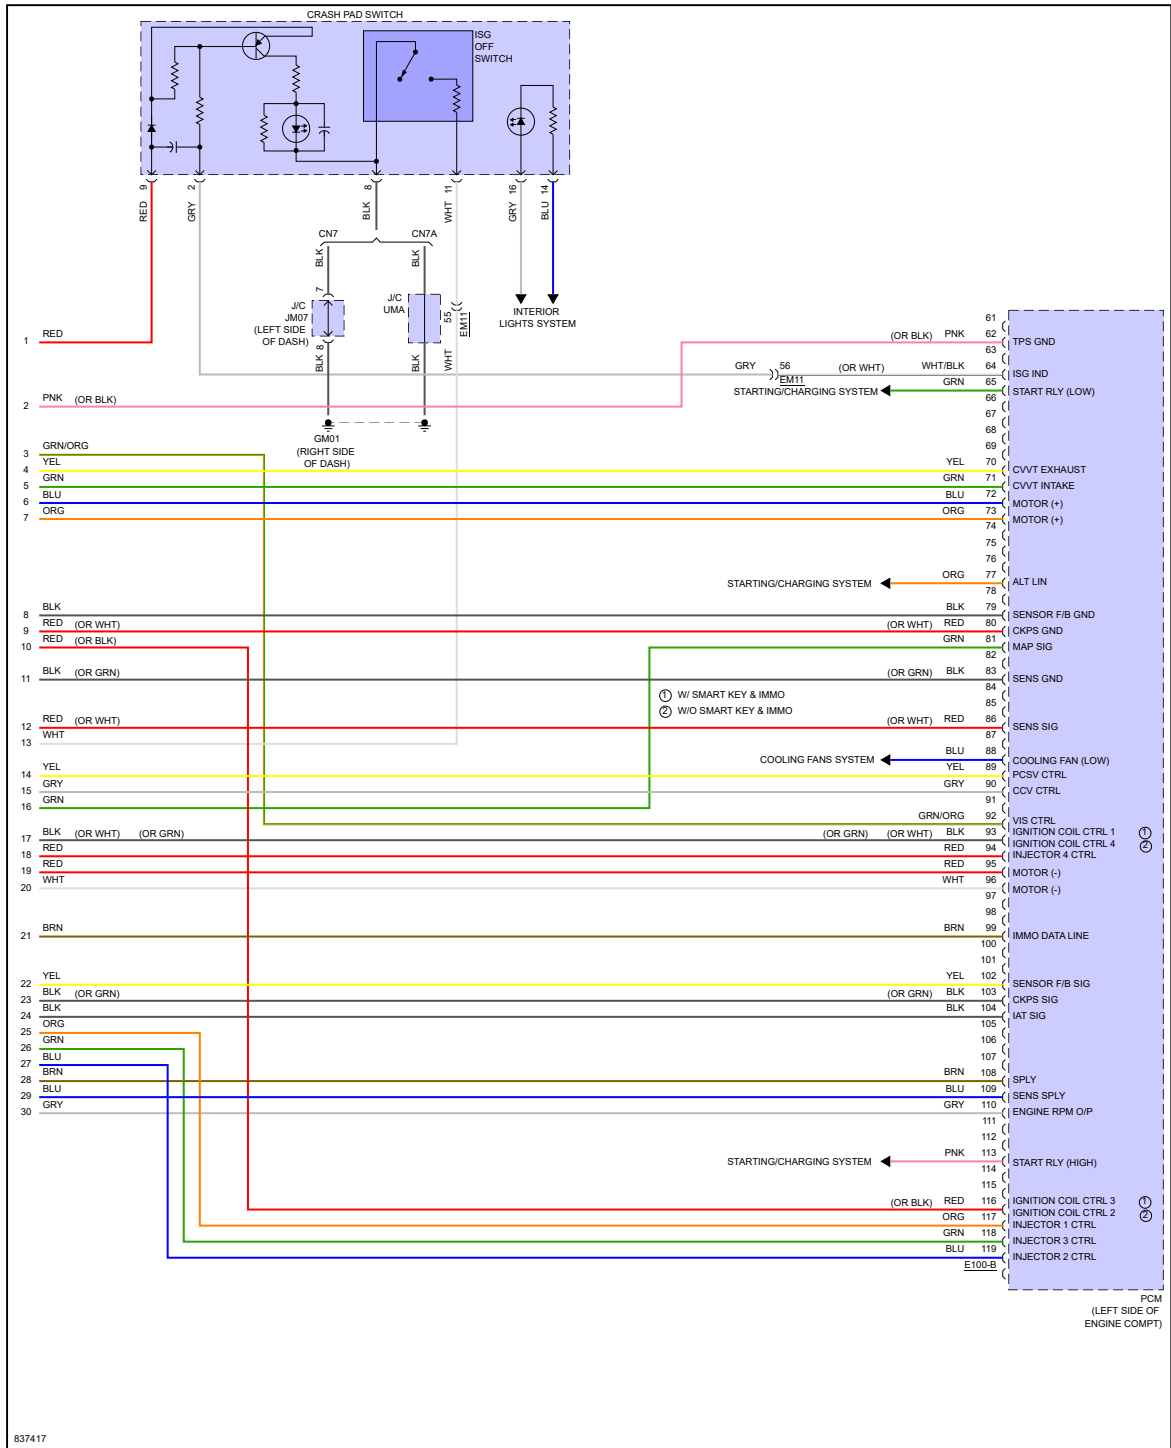 CRASH PAD SWITCH
ISG
OFF
SWITCH
9 2 8 11 16 14
RED GRY BLK WHT GRY BLU
CN7 CN7A
BLK BLK
7
J/C
JM07
(LEFT SIDE
OF DASH)
8
BLK
J/C
UMA
BLK
55
EM11
WHT
INTERIOR
LIGHTS SYSTEM
GM01
(RIGHT SIDE
OF DASH)
1 RED
2 PNK (OR BLK)
3 GRN/ORG
4 YEL
5 GRN
6 BLU
7 ORG
8 BLK
9 RED (OR WHT)
10 RED (OR BLK)
11 BLK (OR GRN)
12 RED (OR WHT)
13 WHT
14 YEL
15 GRY
16 GRN
17 BLK (OR WHT) (OR GRN)
18 RED
19 RED
20 WHT
21 BRN
22 YEL
23 BLK (OR GRN)
24 BLK
25 ORG
26 GRN
27 BLU
28 BRN
29 BLU
30 GRY
1 W/ SMART KEY & IMMO
2 W/O SMART KEY & IMMO
61
(OR BLK) PNK 62 TPS GND
63
GRY 56 (OR WHT) WHT/BLK 64 ISG IND
EM11
STARTING/CHARGING SYSTEM GRN 65 START RLY (LOW)
66
67
68
69
YEL 70 CVVT EXHAUST
GRN 71 CVVT INTAKE
BLU 72 MOTOR (+)
ORG 73 MOTOR (+)
74
75
76
STARTING/CHARGING SYSTEM ORG 77 ALT LIN
78
BLK 79 SENSOR F/B GND
(OR WHT) RED 80 CKPS GND
GRN 81 MAP SIG
82
(OR GRN) BLK 83 SENS GND
84
85
(OR WHT) RED 86 SENS SIG
87
COOLING FANS SYSTEM BLU 88 COOLING FAN (LOW)
YEL 89 PCSV CTRL
GRY 90 CCV CTRL
91
GRN/ORG 92 VIS CTRL
(OR GRN) (OR WHT) BLK 93 IGNITION COIL CTRL 1 1
IGNITION COIL CTRL 4 2
RED 94 INJECTOR 4 CTRL
RED 95 MOTOR (-)
WHT 96 MOTOR (-)
97
98
BRN 99 IMMO DATA LINE
100
101
YEL 102 SENSOR F/B SIG
(OR GRN) BLK 103 CKPS SIG
BLK 104 IAT SIG
105
106
107
BRN 108 SPLY
BLU 109 SENS SPLY
GRY 110 ENGINE RPM O/P
111
112
STARTING/CHARGING SYSTEM PNK 113 START RLY (HIGH)
114
115
(OR BLK) RED 116 IGNITION COIL CTRL 3 1
IGNITION COIL CTRL 2 2
ORG 117 INJECTOR 1 CTRL
GRN 118 INJECTOR 3 CTRL
BLU 119 INJECTOR 2 CTRL
E100-B
PCM
(LEFT SIDE OF
ENGINE COMPT)
837417